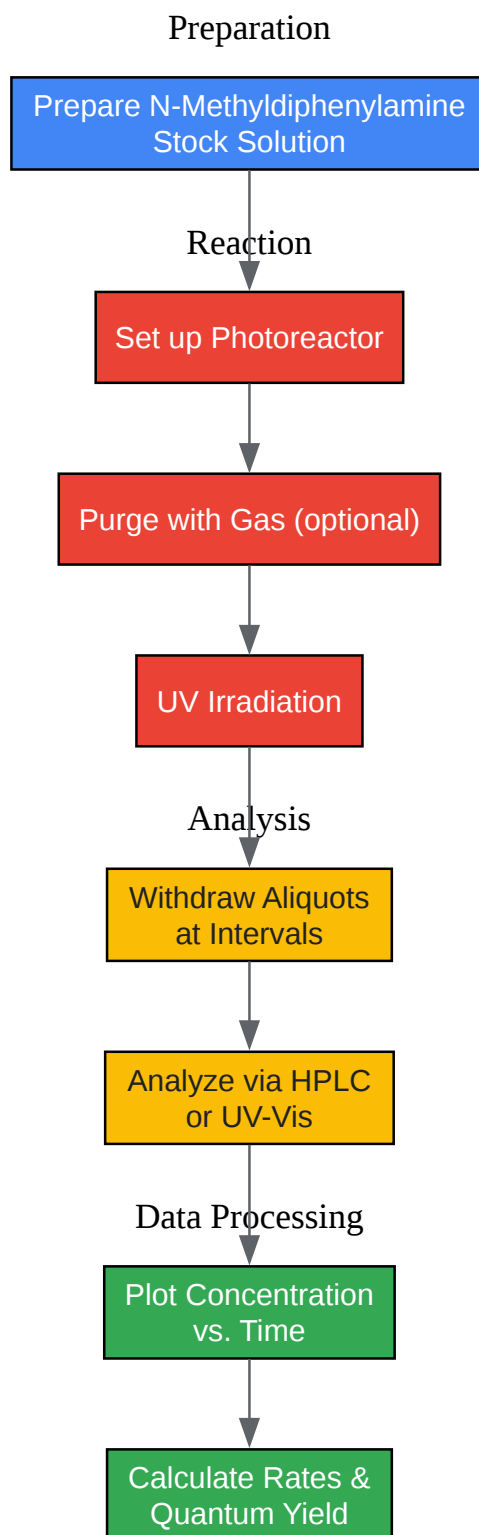 Preparation
Prepare N-Methyldiphenylamine
Stock Solution
Reaction
Set up Photoreactor
Purge with Gas (optional)
UV Irradiation
Analysis
Withdraw Aliquots
at Intervals
Analyze via HPLC
or UV-Vis
Data Processing
Plot Concentration
vs. Time
Calculate Rates &
Quantum Yield